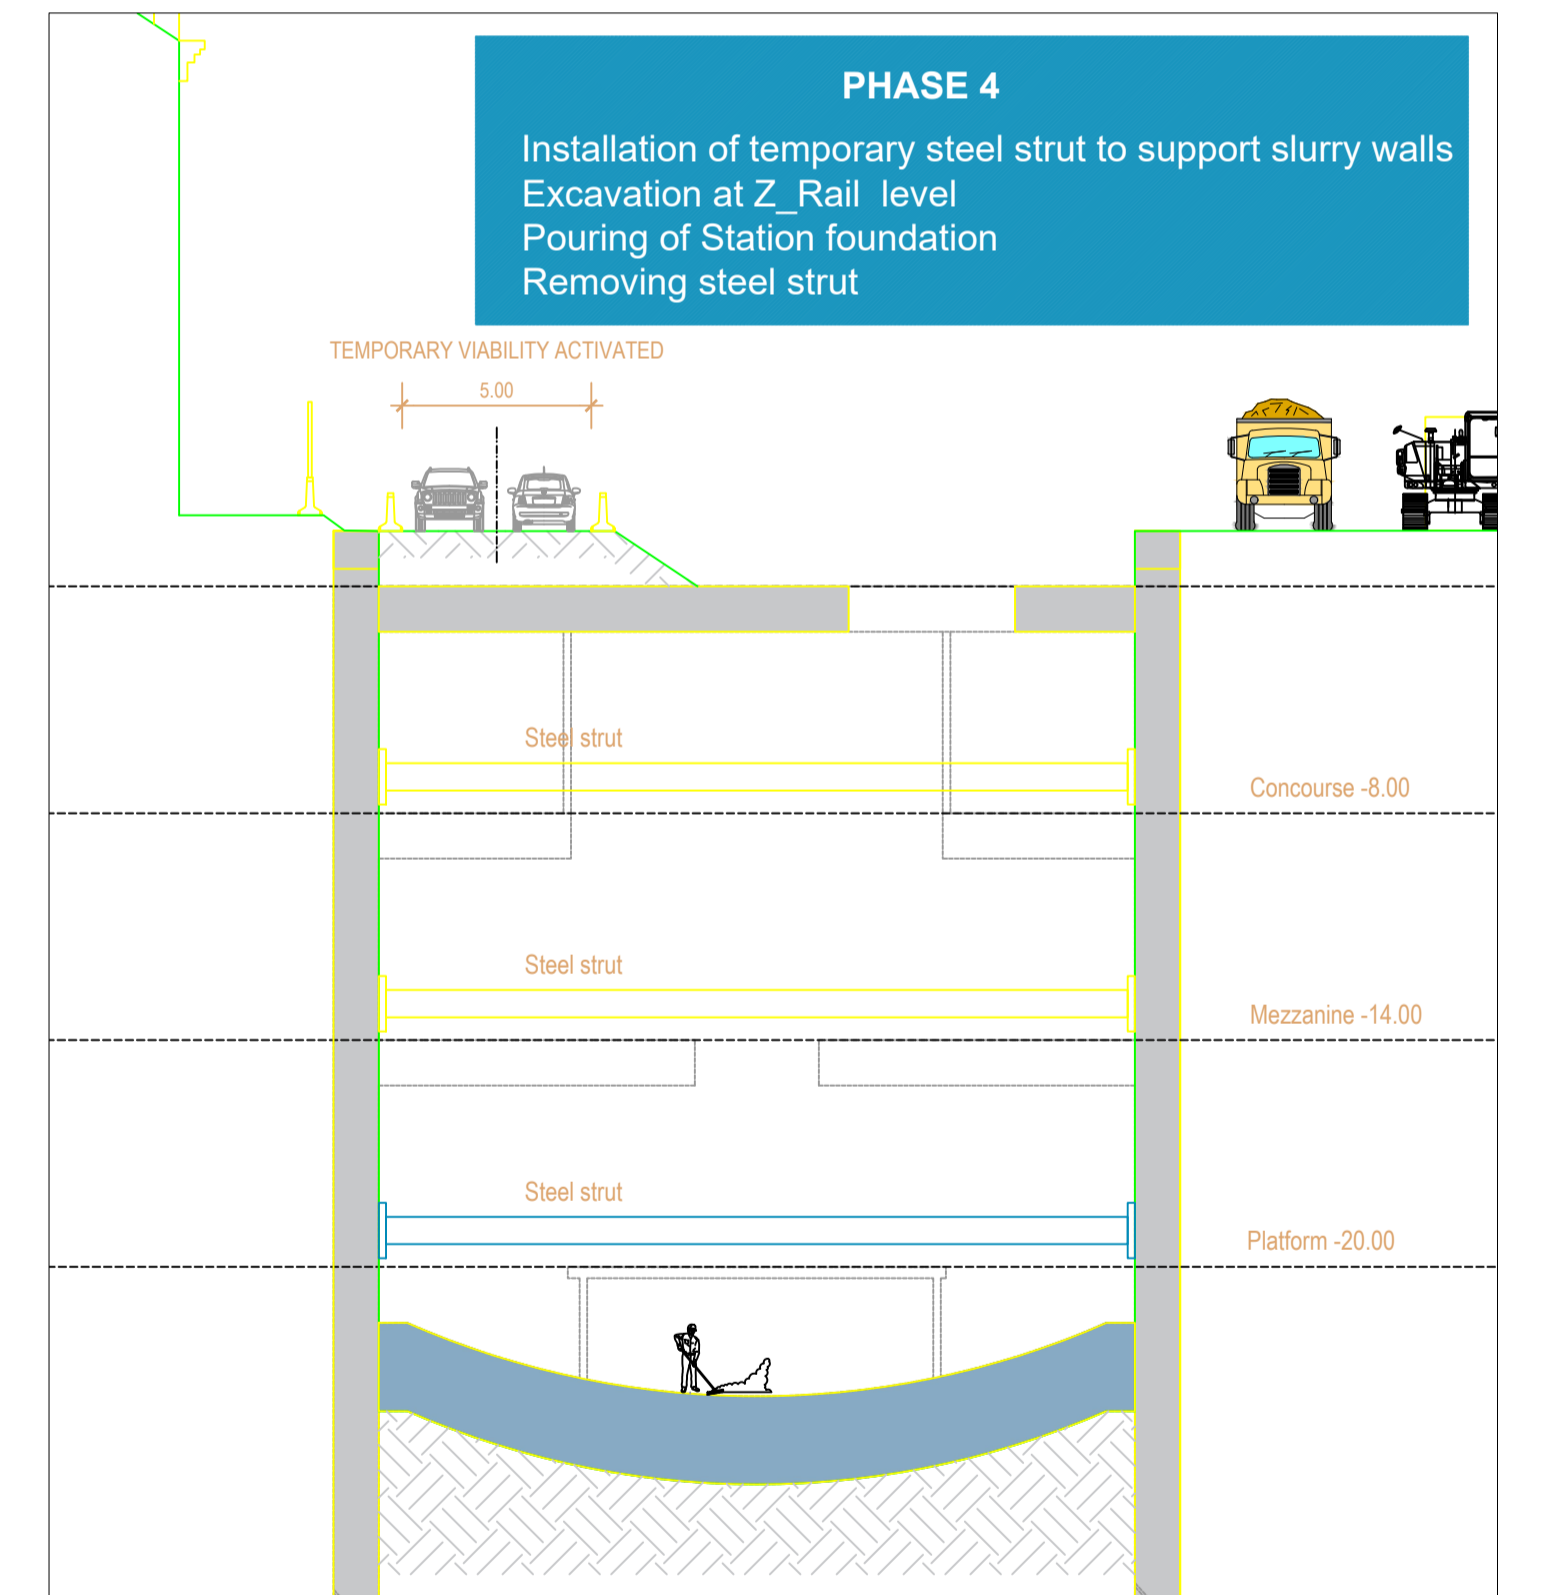 PHASE 4
Installation of temporary steel strut to support slurry walls
Excavation at Z_Rail level
Pouring of Station foundation
Removing steel strut
TEMPORARY VIABILITY ACTIVATED
5.00
Steel strut
Concourse -8.00
Steel strut
Mezzanine -14.00
Steel strut
Platform -20.00